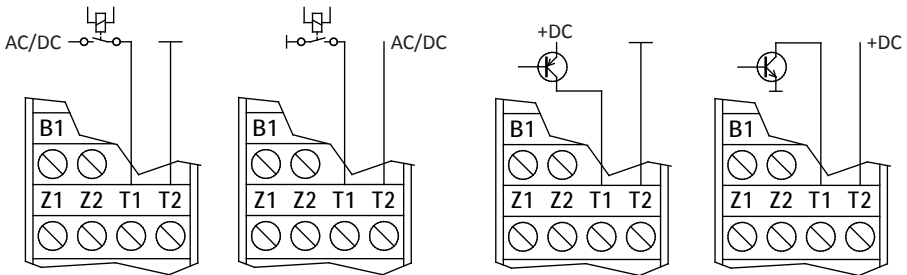 AC/DC
B1
Z1 Z2 T1 T2
AC/DC
B1
Z1 Z2 T1 T2
+DC
B1
Z1 Z2 T1 T2
+DC
B1
Z1 Z2 T1 T2